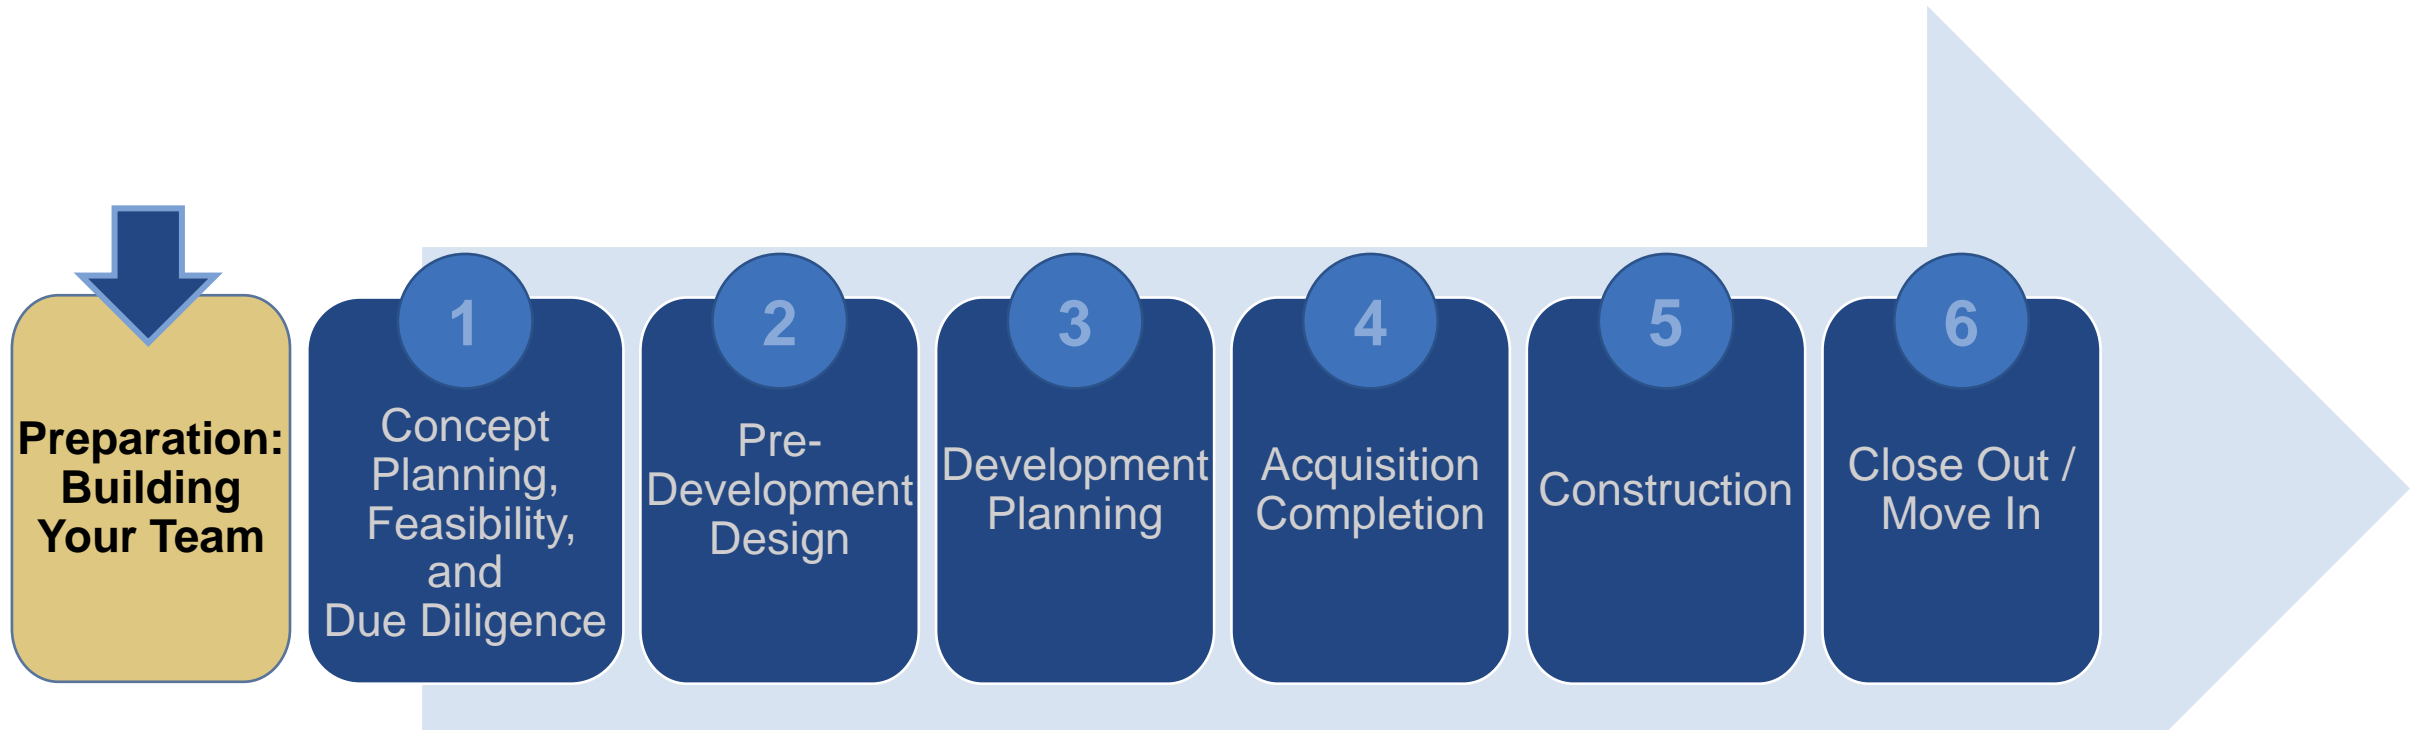 Preparation:
Building
Your Team
1
Concept
Planning,
Feasibility,
and
Due Diligence
2
Pre-
Development
Design
3
Development
Planning
4
Acquisition
Completion
5
Construction
6
Close Out /
Move In